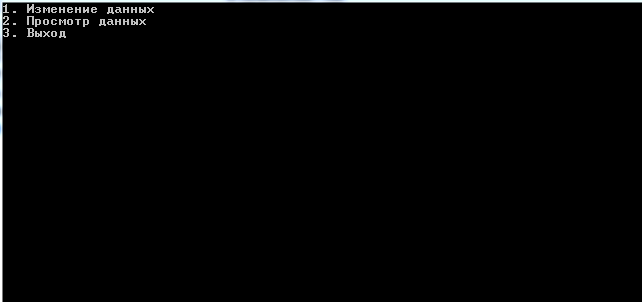 1. Изменение данных
2. Просмотр данных
3. Выход